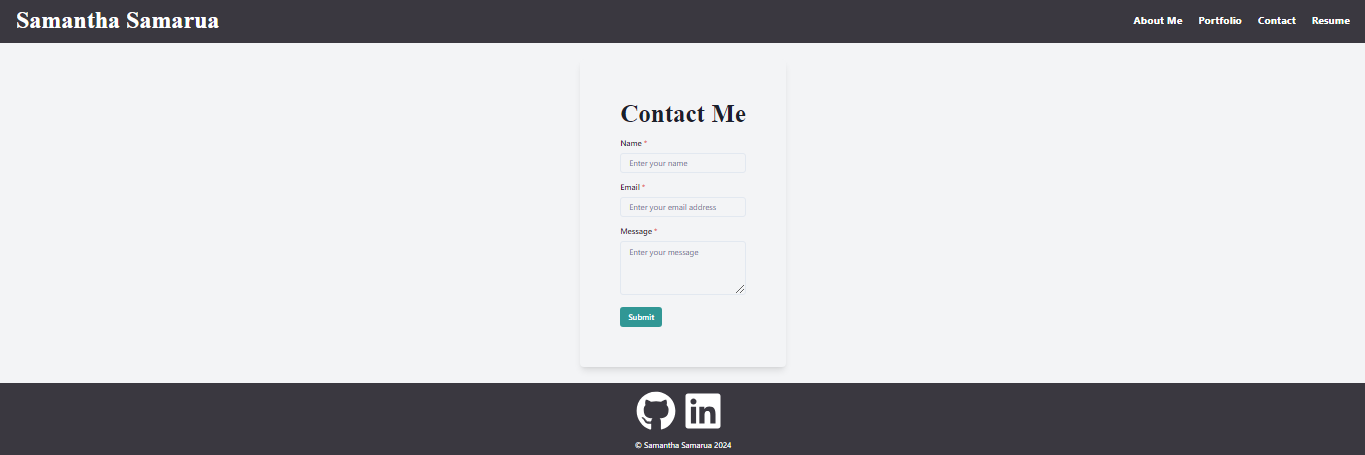 Samantha Samarua
About Me Portfolio Contact Resume
Contact Me
Name *
Enter your name
Email *
Enter your email address
Message *
Enter your message
Submit
in
© Samantha Samarua 2024